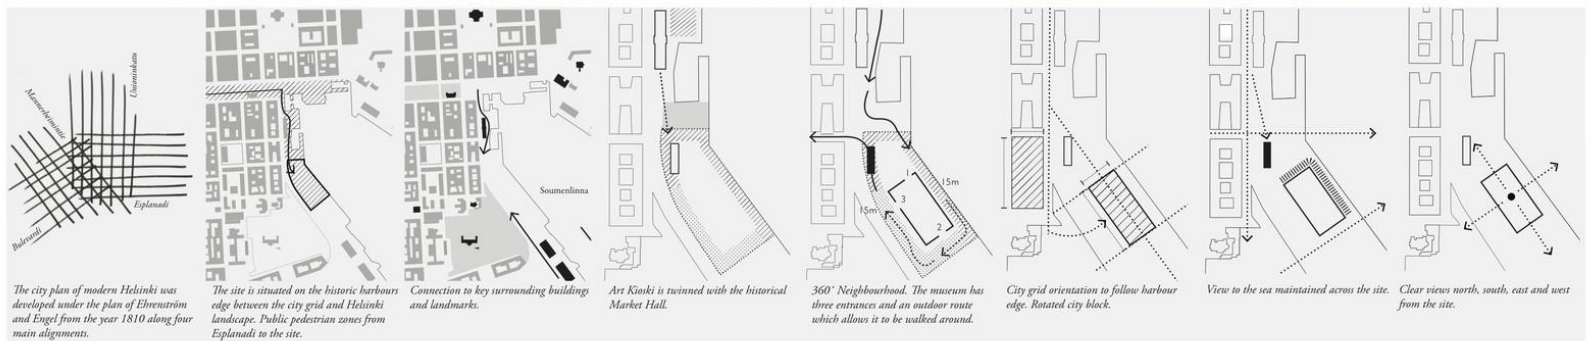 Mannerheimintie
Unioninkatu
Esplanadi
Bulevardi
The city plan of modern Helsinki was
developed under the plan of Ehrenström
and Engel from the year 1810 along four
main alignments.
The site is situated on the historic harbours
edge between the city grid and Helsinki
landscape. Public pedestrian zones from
Esplanadi to the site.
Soumenlinna
Connection to key surrounding buildings
and landmarks.
Art Kioski is twinned with the historical
Market Hall.
1
15m
3
15m
2
360° Neighbourhood. The museum has
three entrances and an outdoor route
which allows it to be walked around.
City grid orientation to follow harbour
edge. Rotated city block.
View to the sea maintained across the site.
Clear views north, south, east and west
from the site.